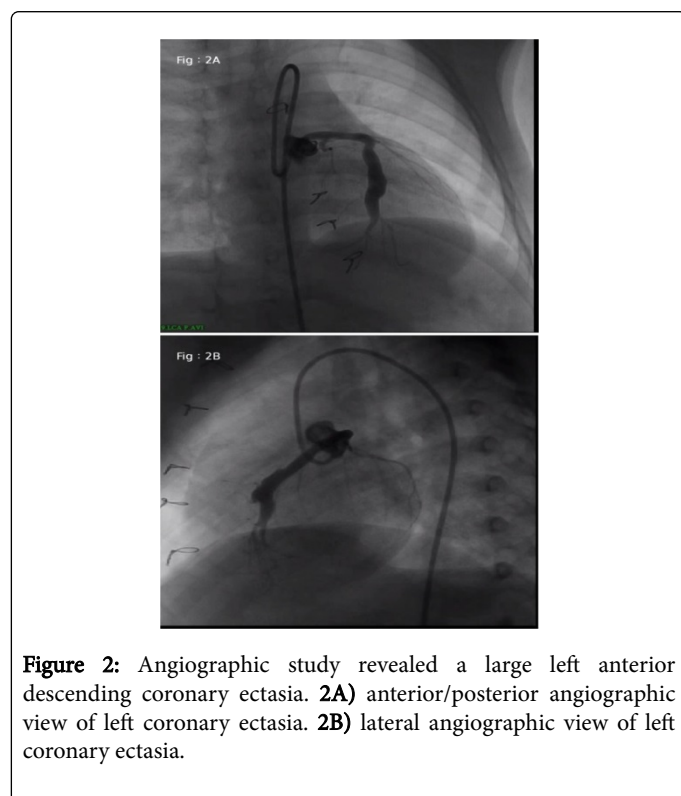 Fig : 2A
Fig : 2B
Figure 2: Angiographic study revealed a large left anterior
descending coronary ectasia. 2A) anterior/posterior angiographic
view of left coronary ectasia. 2B) lateral angiographic view of left
coronary ectasia.